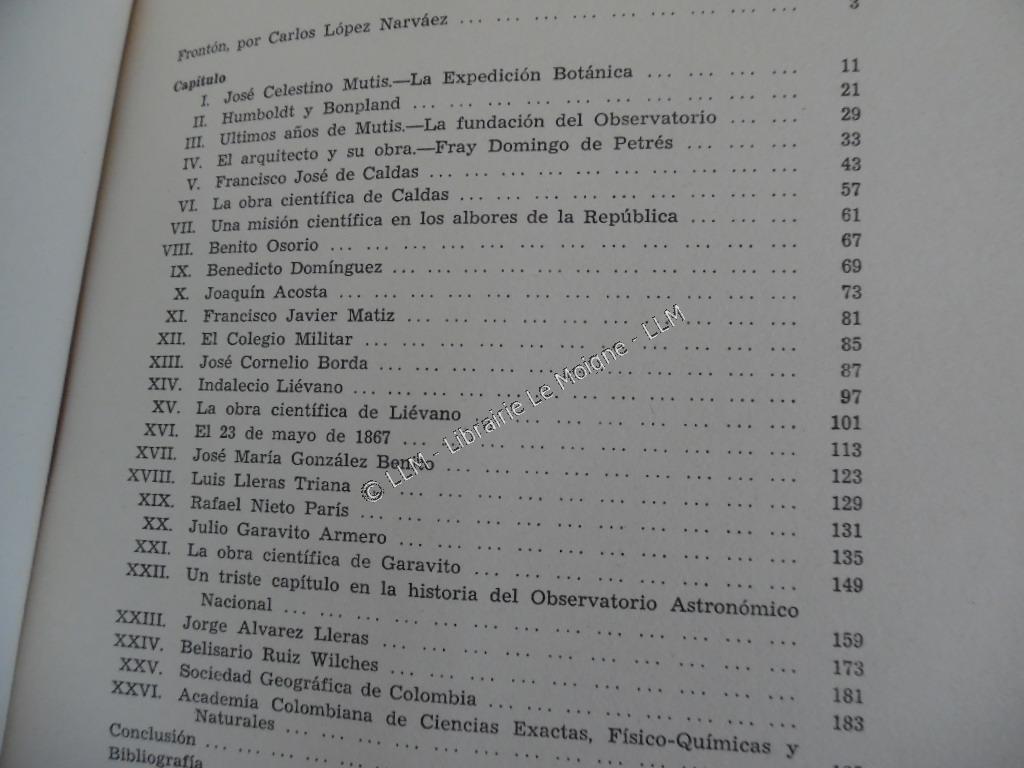 Frontón, por Carlos López Narváez ... ... ... ... ... ... ... ... ... 3
Capítulo
I. José Celestino Mutis.—La Expedición Botánica ... ... ... ... 11
II. Humboldt y Bonpland ... ... ... ... ... ... ... ... ... ... 21
III. Ultimos años de Mutis.—La fundación del Observatorio ... ... 29
IV. El arquitecto y su obra.—Fray Domingo de Petrés ... ... ... 33
V. Francisco José de Caldas ... ... ... ... ... ... ... ... ... 43
VI. La obra científica de Caldas ... ... ... ... ... ... ... ... 57
VII. Una misión científica en los albores de la República ... ... ... 61
VIII. Benito Osorio ... ... ... ... ... ... ... ... ... ... ... ... 67
IX. Benedicto Domínguez ... ... ... ... ... ... ... ... ... ... 69
X. Joaquín Acosta ... ... ... ... ... ... ... ... ... ... ... ... 73
XI. Francisco Javier Matiz ... ... ... ... ... ... ... ... ... ... 81
XII. El Colegio Militar ... ... ... ... ... ... ... ... ... ... ... 85
XIII. José Cornelio Borda ... ... ... ... ... ... ... ... ... ... 87
XIV. Indalecio Liévano ... ... ... ... ... ... ... ... ... ... ... 97
XV. La obra científica de Liévano ... ... ... ... ... ... ... ... 101
XVI. El 23 de mayo de 1867 ... ... ... ... ... ... ... ... ... ... 113
XVII. José María González Benito ... ... ... ... ... ... ... ... ... 123
XVIII. Luis Lleras Triana ... ... ... ... ... ... ... ... ... ... ... 129
XIX. Rafael Nieto París ... ... ... ... ... ... ... ... ... ... ... 131
XX. Julio Garavito Armero ... ... ... ... ... ... ... ... ... ... 135
XXI. La obra científica de Garavito ... ... ... ... ... ... ... ... 149
XXII. Un triste capítulo en la historia del Observatorio Astronómico
Nacional ... ... ... ... ... ... ... ... ... ... ... ... ... 159
XXIII. Jorge Alvarez Lleras ... ... ... ... ... ... ... ... ... ... 173
XXIV. Belisario Ruiz Wilches ... ... ... ... ... ... ... ... ... ... 181
XXV. Sociedad Geográfica de Colombia ... ... ... ... ... ... ... 183
XXVI. Academia Colombiana de Ciencias Exactas, Físico-Químicas y
Naturales ... ... ... ... ... ... ... ... ... ... ... ...
Conclusión ... ... ... ... ... ... ... ... ... ... ... ...
Bibliografía
© LLM - Librairie Le Moigne - LLM